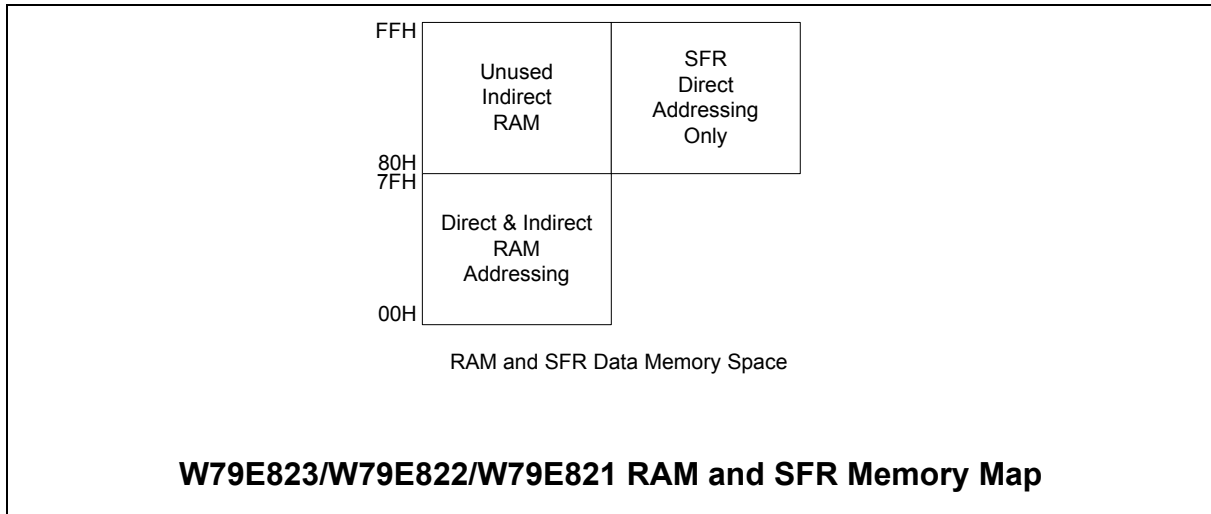 FFH
Unused
Indirect
RAM
SFR
Direct
Addressing
Only
80H
7FH
Direct & Indirect
RAM
Addressing
00H
RAM and SFR Data Memory Space
W79E823/W79E822/W79E821 RAM and SFR Memory Map